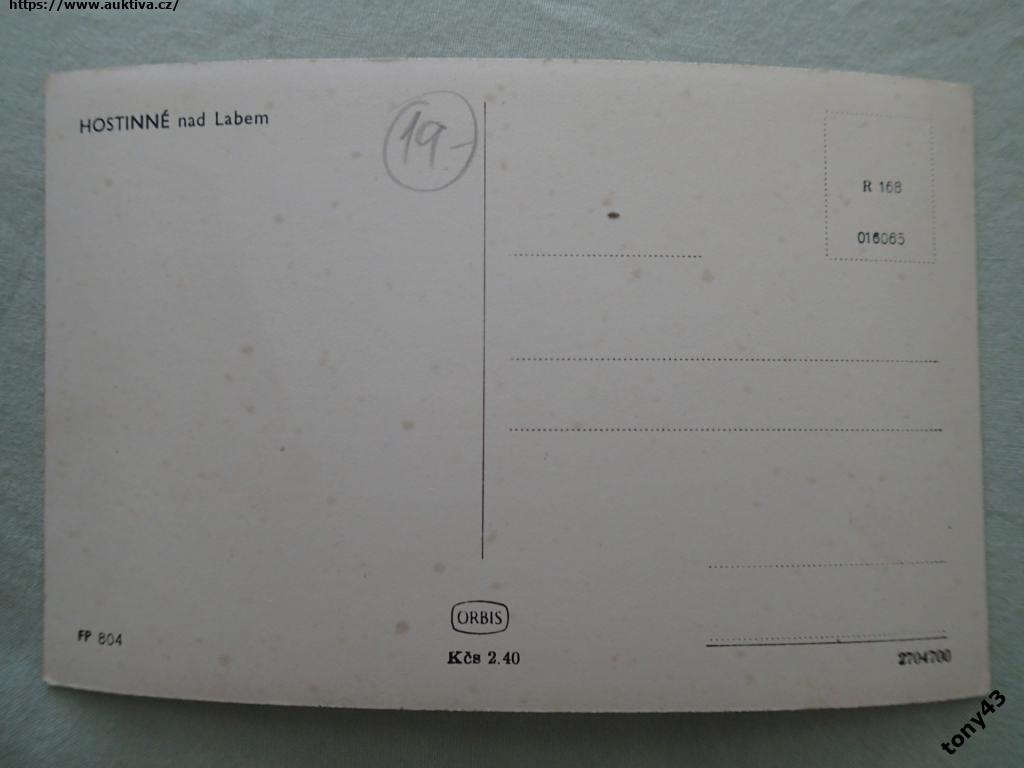 https://www.auktiva.cz/
HOSTINNÉ nad Labem
19.-
R 168
016065
FP 804
ORBIS
Kčs 2.40
2704700
tony43